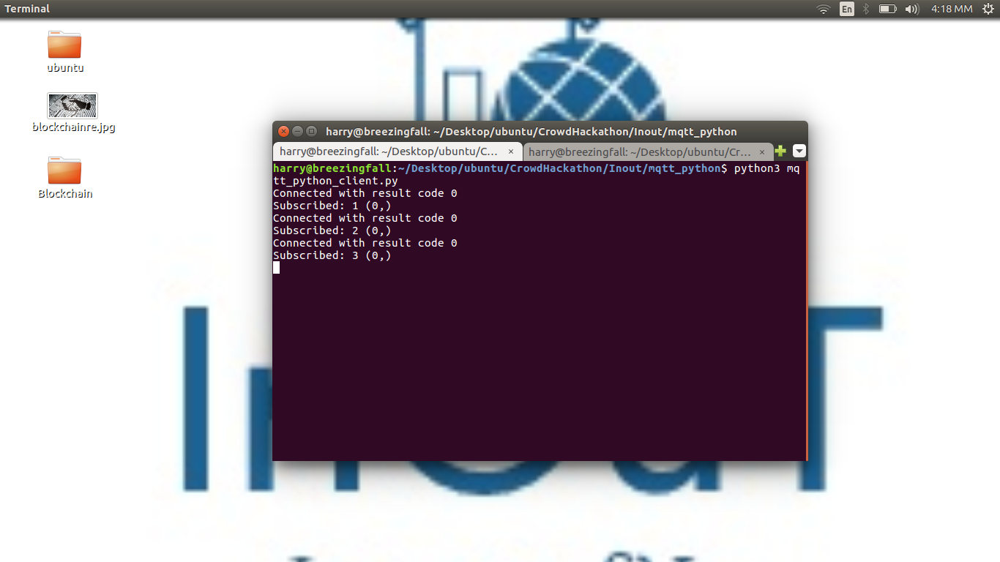 Terminal
En
4:18 MM
ubuntu
blockchainre.jpg
Blockchain
harry@breezingfall: ~/Desktop/ubuntu/CrowdHackathon/Inout/mqtt_python
harry@breezingfall: ~/Desktop/ubuntu/C...
harry@breezingfall: ~/Desktop/ubuntu/Cr...
harry@breezingfall:~/Desktop/ubuntu/CrowdHackathon/Inout/mqtt_python$ python3 mq
tt_python_client.py
Connected with result code 0
Subscribed: 1 (0,)
Connected with result code 0
Subscribed: 2 (0,)
Connected with result code 0
Subscribed: 3 (0,)
InouT